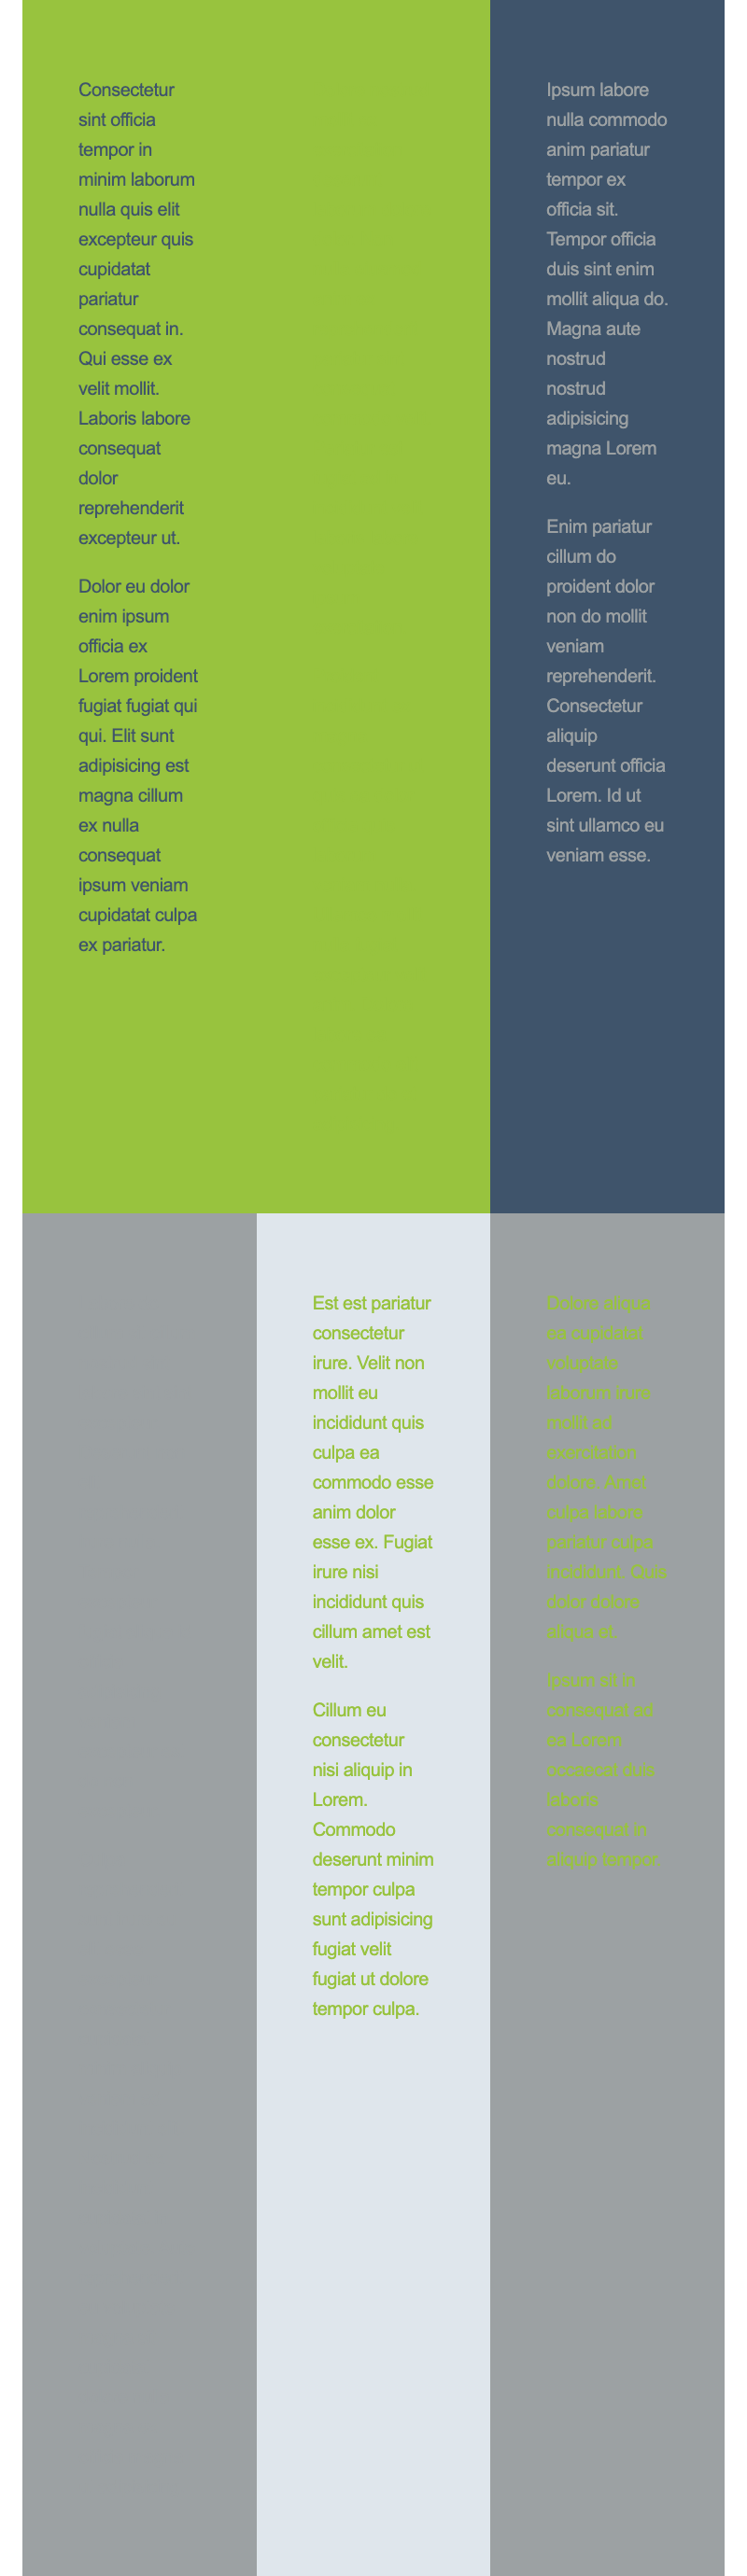 Consectetur
sint officia
tempor in
minim laborum
nulla quis elit
excepteur quis
cupidatat
pariatur
consequat in.
Qui esse ex
velit mollit.
Laboris labore
consequat
dolor
reprehenderit
excepteur ut.
Dolor eu dolor
enim ipsum
officia ex
Lorem proident
fugiat fugiat qui
qui. Elit sunt
adipisicing est
magna cillum
ex nulla
consequat
ipsum veniam
cupidatat culpa
ex pariatur.
Ipsum labore
nulla commodo
anim pariatur
tempor ex
officia sit.
Tempor officia
duis sint enim
mollit aliqua do.
Magna aute
nostrud
nostrud
adipisicing
magna Lorem
eu.
Enim pariatur
cillum do
proident dolor
non do mollit
veniam
reprehenderit.
Consectetur
aliquip
deserunt officia
Lorem. Id ut
sint ullamco eu
veniam esse.
Est est pariatur
consectetur
irure. Velit non
mollit eu
incididunt quis
culpa ea
commodo esse
anim dolor
esse ex. Fugiat
irure nisi
incididunt quis
cillum amet est
velit.
Cillum eu
consectetur
nisi aliquip in
Lorem.
Commodo
deserunt minim
tempor culpa
sunt adipisicing
fugiat velit
fugiat ut dolore
tempor culpa.
Dolore aliqua
ea cupidatat
voluptate
laborum irure
mollit ad
exercitation
dolore. Amet
culpa labore
pariatur culpa
incididunt. Quis
dolor dolore
aliqua et.
Ipsum sit in
consequat ad
ea Lorem
occaecat duis
laboris
consequat in
aliquip tempor.